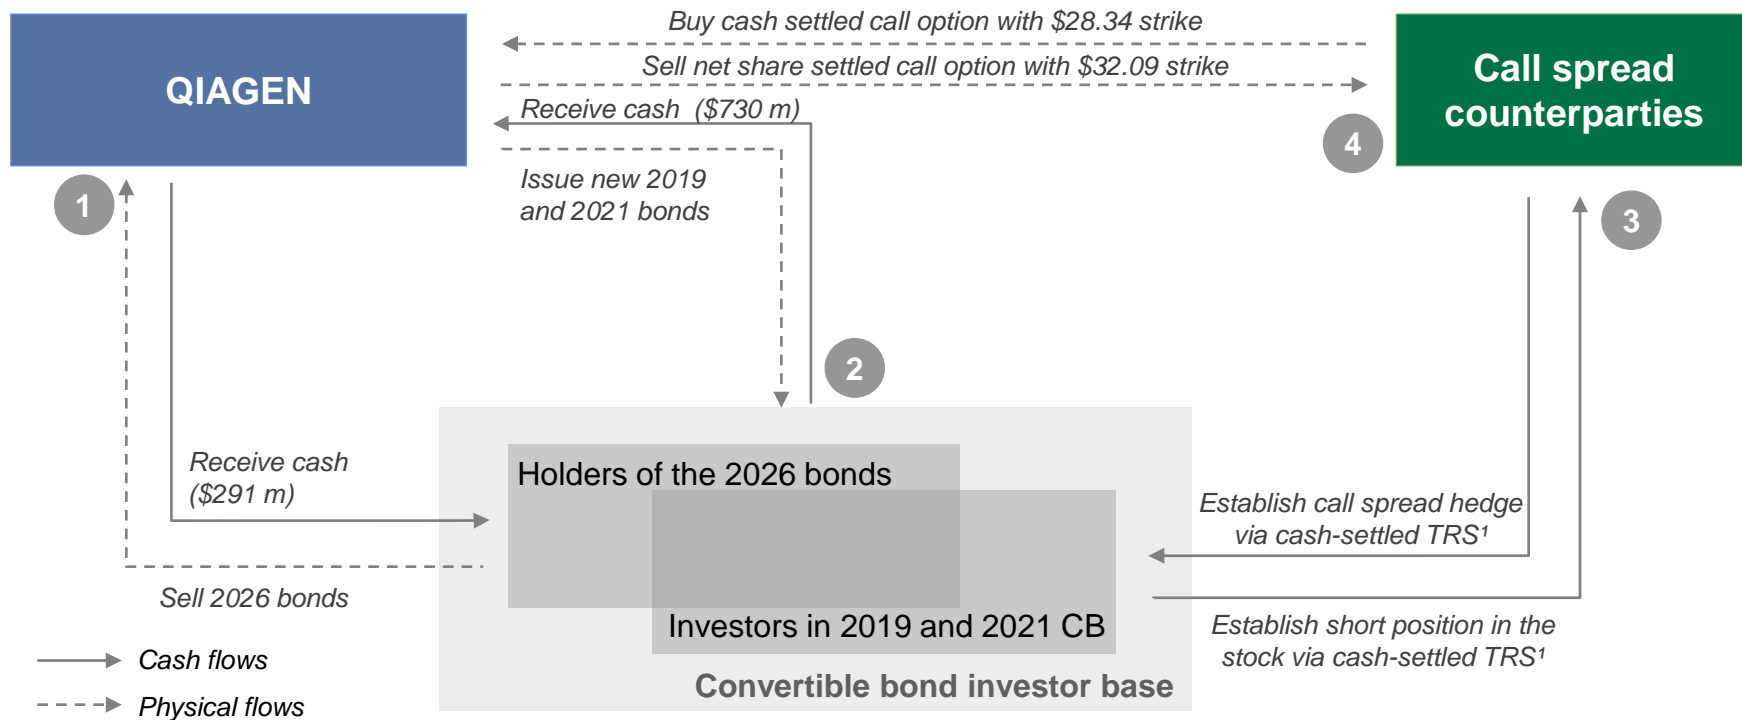 Buy cash settled call option with $28.34 strike
QIAGEN
Sell net share settled call option with $32.09 strike
Call spread
counterparties
Receive cash ($730 m)
4
Issue new 2019
and 2021 bonds
1
3
2
Receive cash
($291 m)
Holders of the 2026 bonds
Establish call spread hedge
via cash-settled TRS¹
Sell 2026 bonds
Investors in 2019 and 2021 CB
Establish short position in the
stock via cash-settled TRS¹
Cash flows
Convertible bond investor base
Physical flows